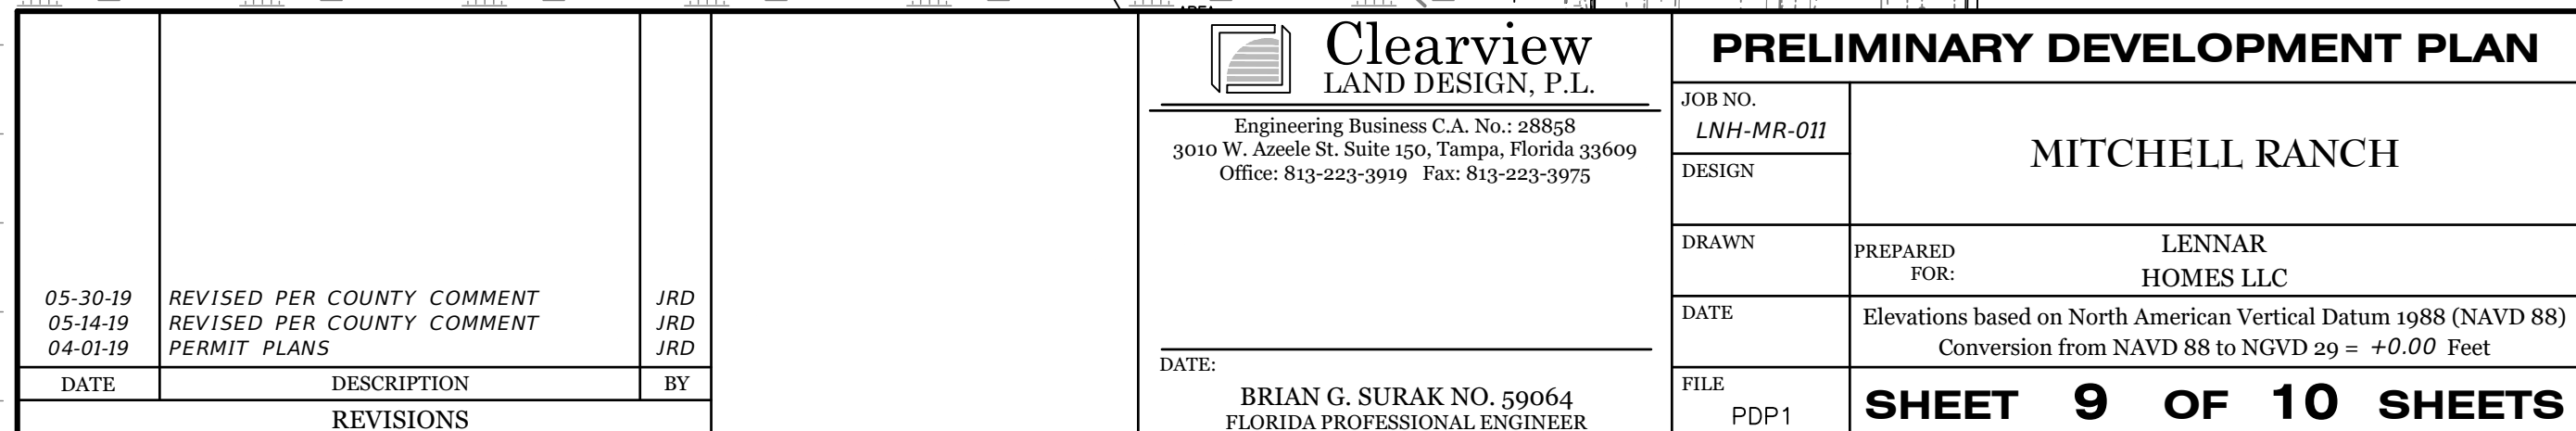 AREA
05-30-19 REVISED PER COUNTY COMMENT JRD
05-14-19 REVISED PER COUNTY COMMENT JRD
04-01-19 PERMIT PLANS JRD
DATE DESCRIPTION BY
REVISIONS
Clearview
LAND DESIGN, P.L.
Engineering Business C.A. No.: 28858
3010 W. Azeele St. Suite 150, Tampa, Florida 33609
Office: 813-223-3919 Fax: 813-223-3975
DATE:
BRIAN G. SURAK NO. 59064
FLORIDA PROFESSIONAL ENGINEER
PRELIMINARY DEVELOPMENT PLAN
JOB NO.
LNH-MR-011
MITCHELL RANCH
DESIGN
DRAWN
PREPARED
FOR:
LENNAR
HOMES LLC
DATE
Elevations based on North American Vertical Datum 1988 (NAVD 88)
Conversion from NAVD 88 to NGVD 29 = +0.00 Feet
FILE
PDP1
SHEET 9 OF 10 SHEETS